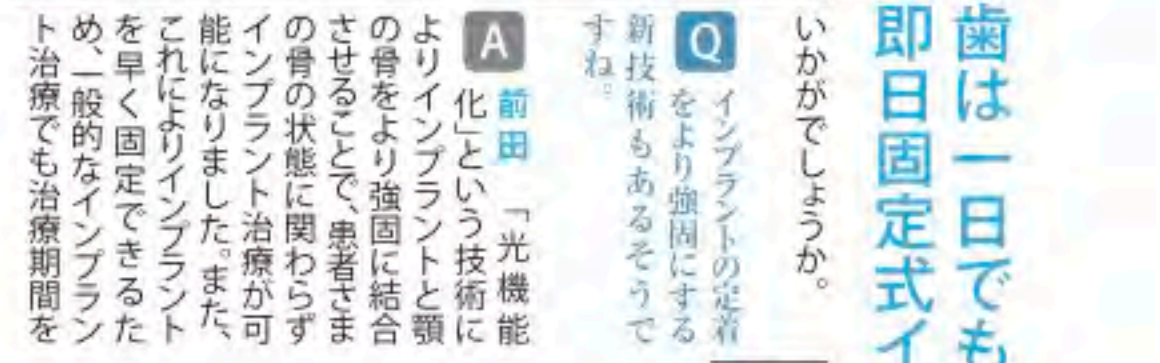 歯は一日でも
即日固定式イ
いかがでしょうか。
Q
インプラントの定着
をより強固にする
新技術もあるそうで
すね。
A
前田 「光機能
化」という技術に
よりインプラントと顎
の骨をより強固に結合
させることで、患者さま
の骨の状態に関わらず
インプラント治療が可
能になりました。また、
これによりインプラント
を早く固定できるた
め、一般的なインプラン
ト治療でも治療期間を